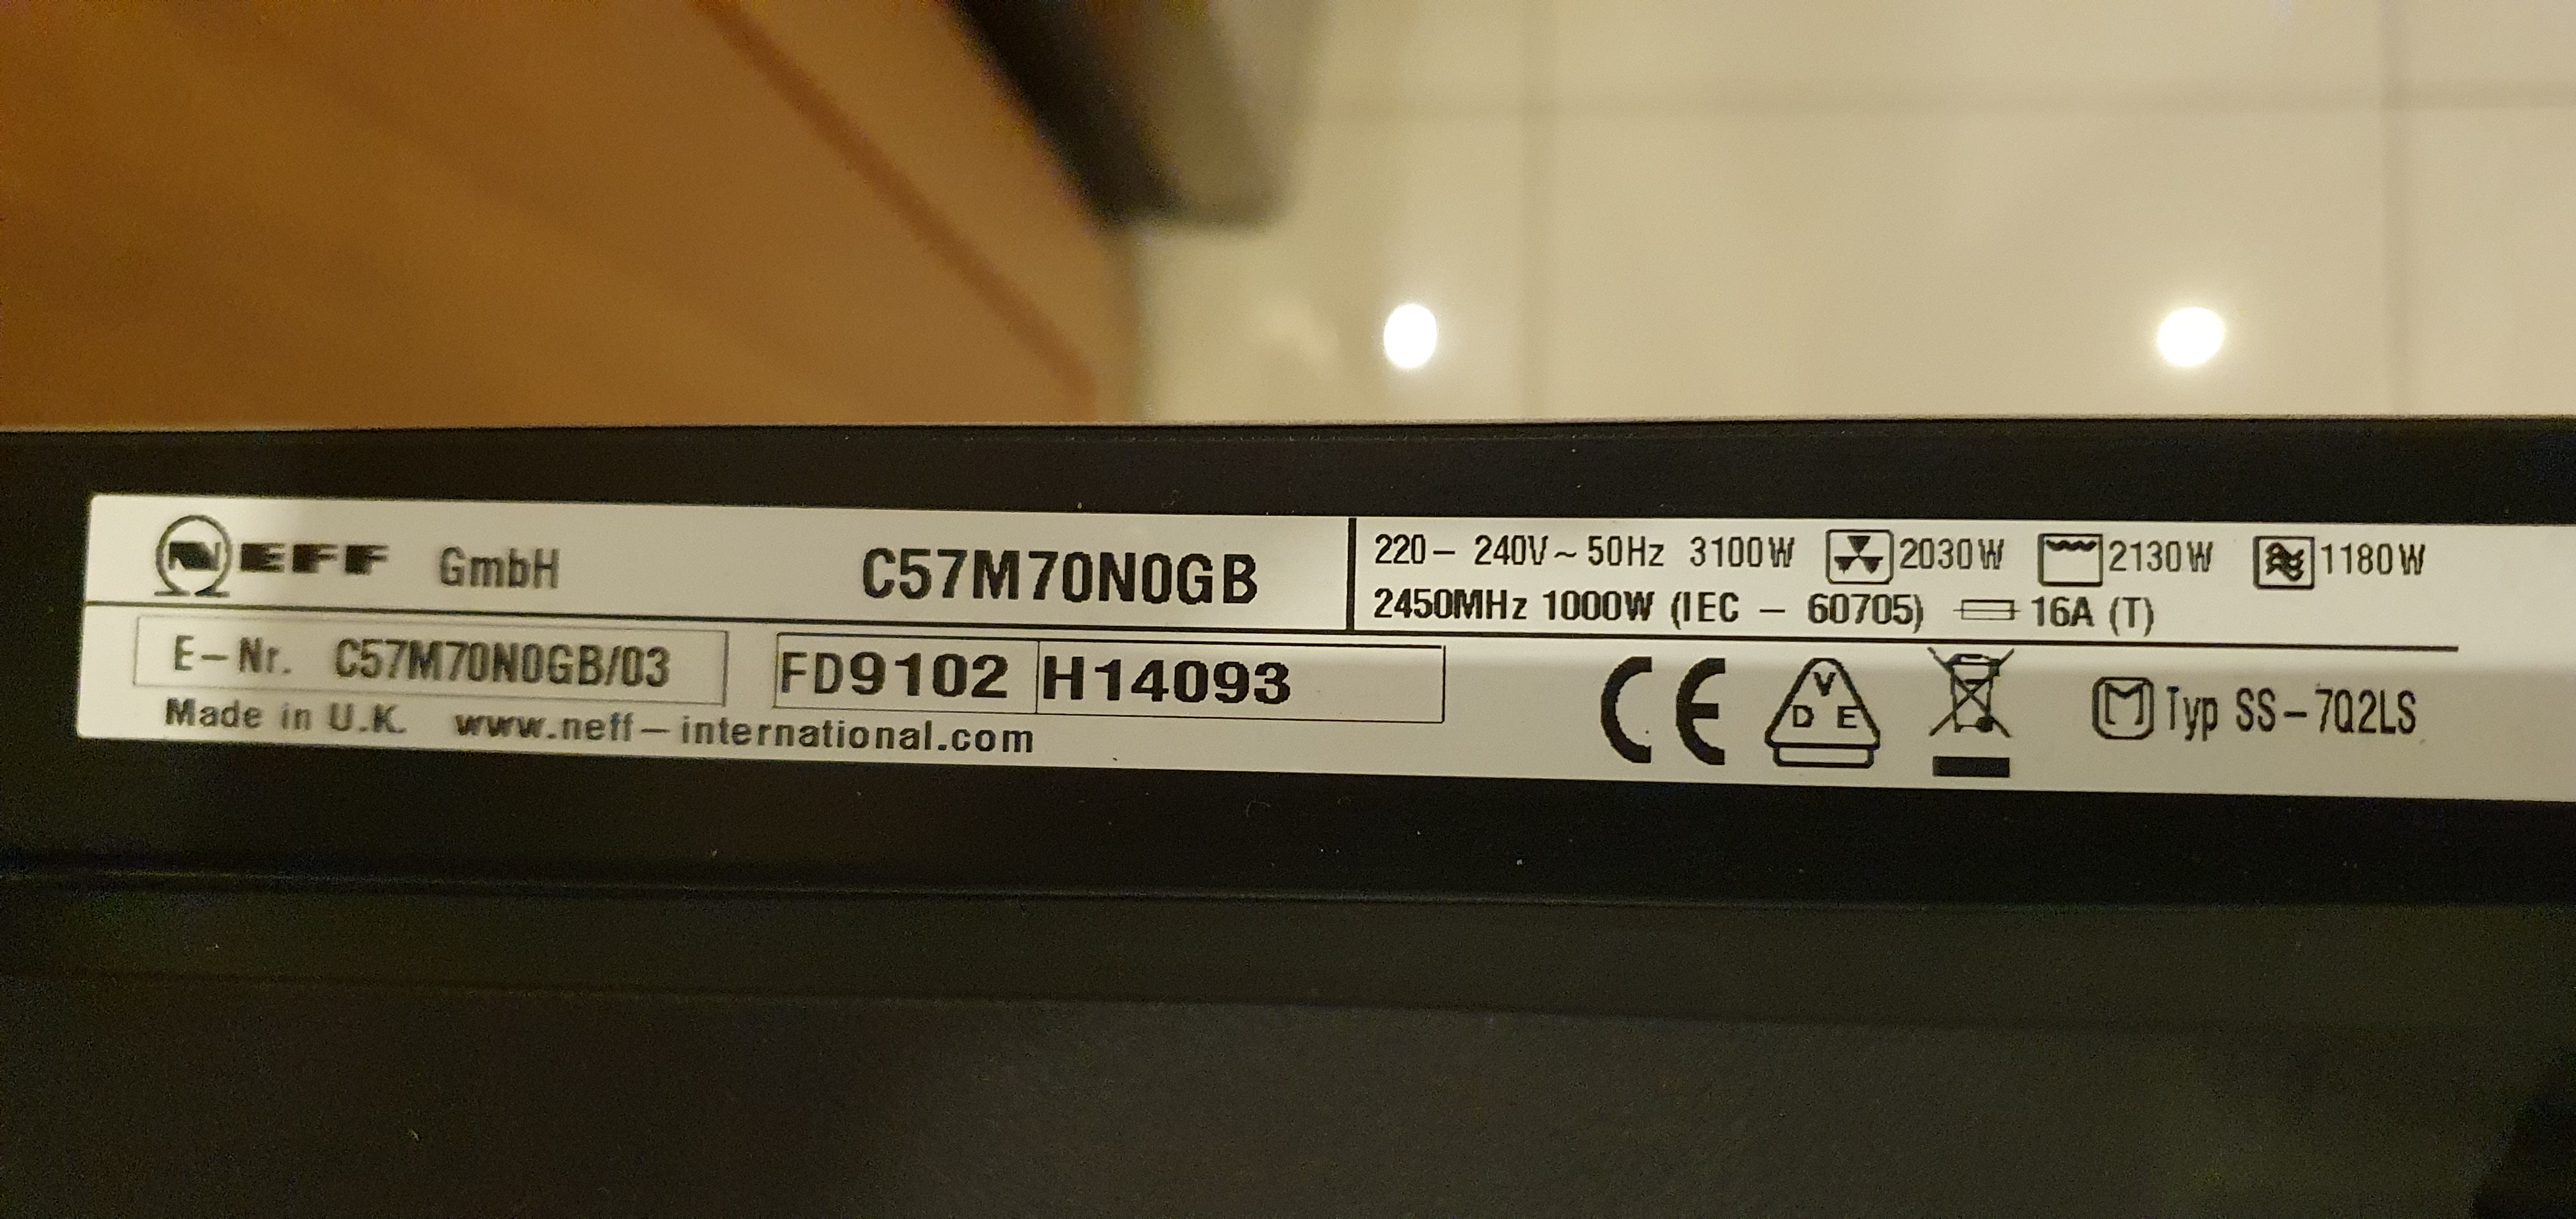 NEFF GmbH C57M70N0GB
220- 240V~50Hz 3100W 2030W 2130W 1180W
2450MHz 1000W (IEC - 60705) 16A (T)
E-Nr. C57M70N0GB/03 FD9102 H14093
Made in U.K. www.neff-international.com
CE VDE M Typ SS-7Q2LS